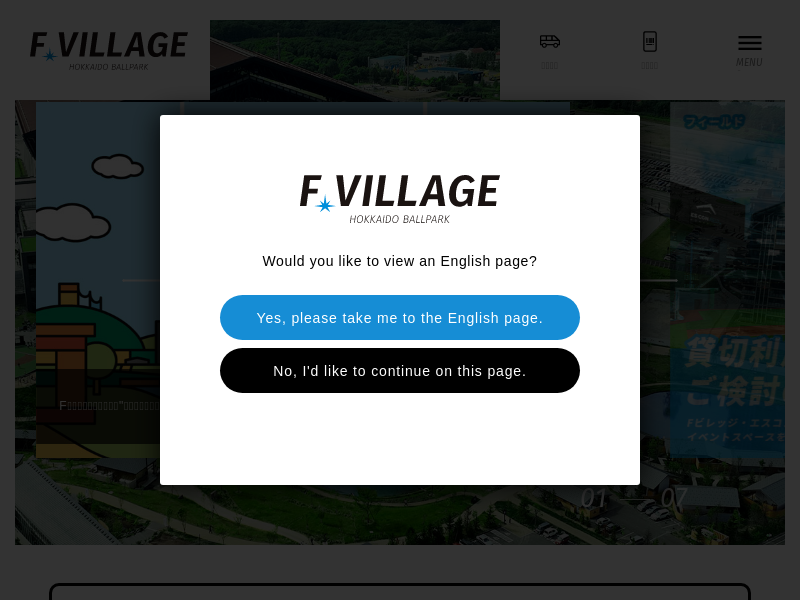 F VILLAGE
HOKKAIDO BALLPARK
MENU
フィールド
F VILLAGE
HOKKAIDO BALLPARK
Would you like to view an English page?
Yes, please take me to the English page.
No, I'd like to continue on this page.
貸切利
ご検討
Fビレッジ・エスコ
イベントスペースを
01
07